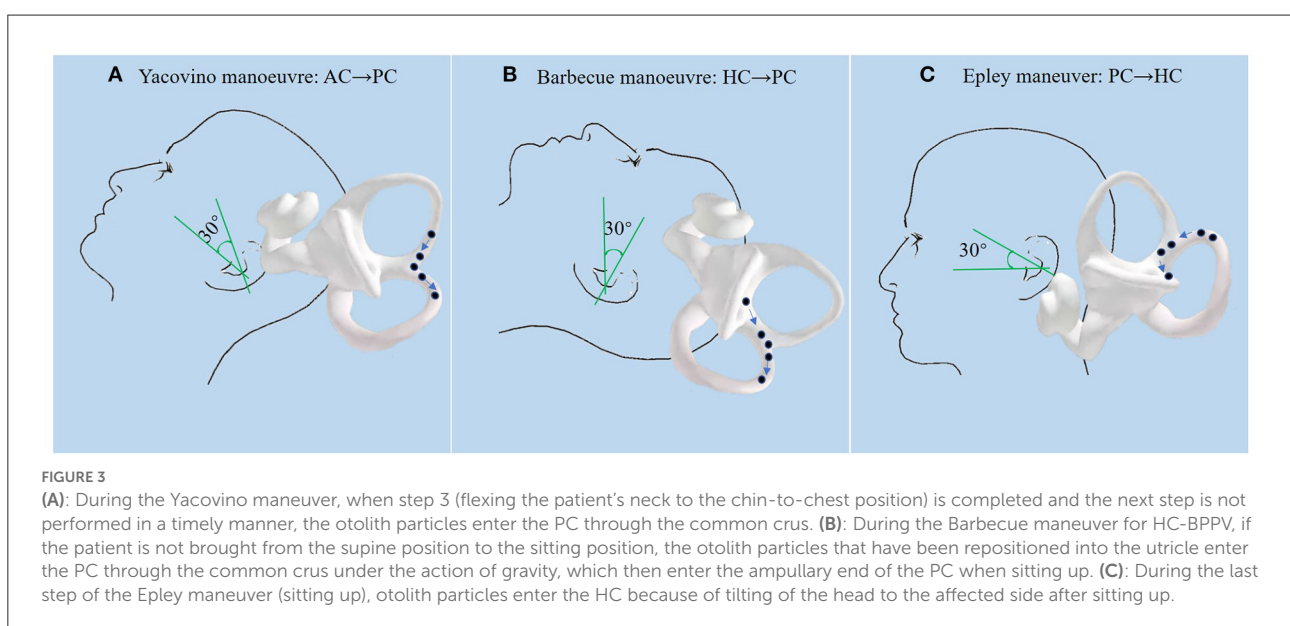 A Yacovino manoeuvre: AC→PC
B Barbecue manoeuvre: HC→PC
C Epley maneuver: PC→HC
30°
30°
30°
FIGURE 3
(A): During the Yacovino maneuver, when step 3 (flexing the patient's neck to the chin-to-chest position) is completed and the next step is not
performed in a timely manner, the otolith particles enter the PC through the common crus. (B): During the Barbecue maneuver for HC-BPPV, if
the patient is not brought from the supine position to the sitting position, the otolith particles that have been repositioned into the utricle enter
the PC through the common crus under the action of gravity, which then enter the ampullary end of the PC when sitting up. (C): During the last
step of the Epley maneuver (sitting up), otolith particles enter the HC because of tilting of the head to the affected side after sitting up.